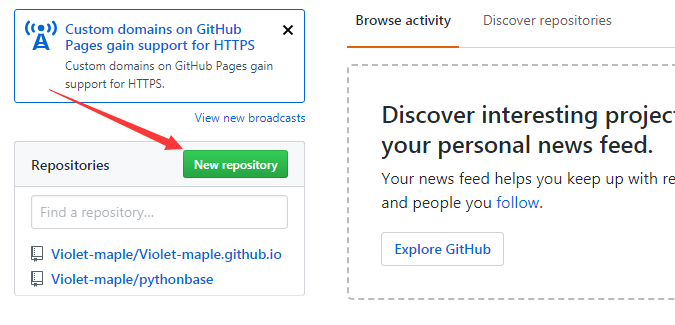 Custom domains on GitHub
Pages gain support for HTTPS
Custom domains on GitHub Pages gain
support for HTTPS.
View new broadcasts
Repositories
New repository
Find a repository...
Violet-maple/Violet-maple.github.io
Violet-maple/pythonbase
Browse activity
Discover repositories
Discover interesting projec
your personal news feed.
Your news feed helps you keep up with re
and people you follow.
Explore GitHub